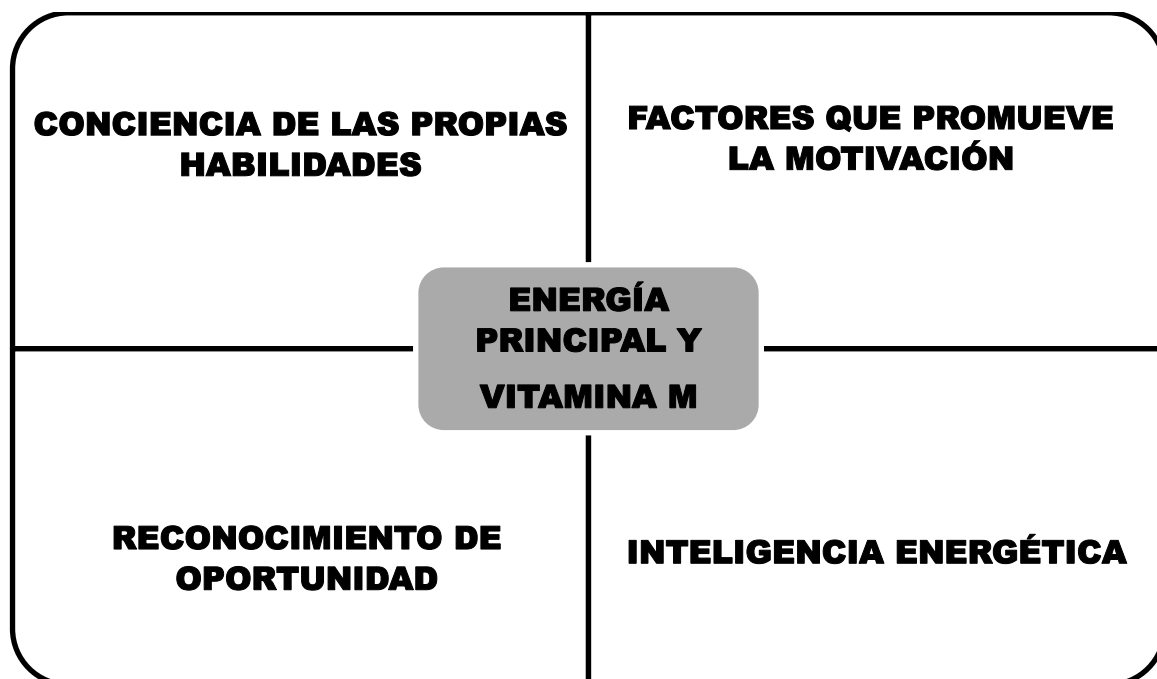 CONCIENCIA DE LAS PROPIAS
HABILIDADES
FACTORES QUE PROMUEVE
LA MOTIVACIÓN
ENERGÍA
PRINCIPAL Y
VITAMINA M
RECONOCIMIENTO DE
OPORTUNIDAD
INTELIGENCIA ENERGÉTICA